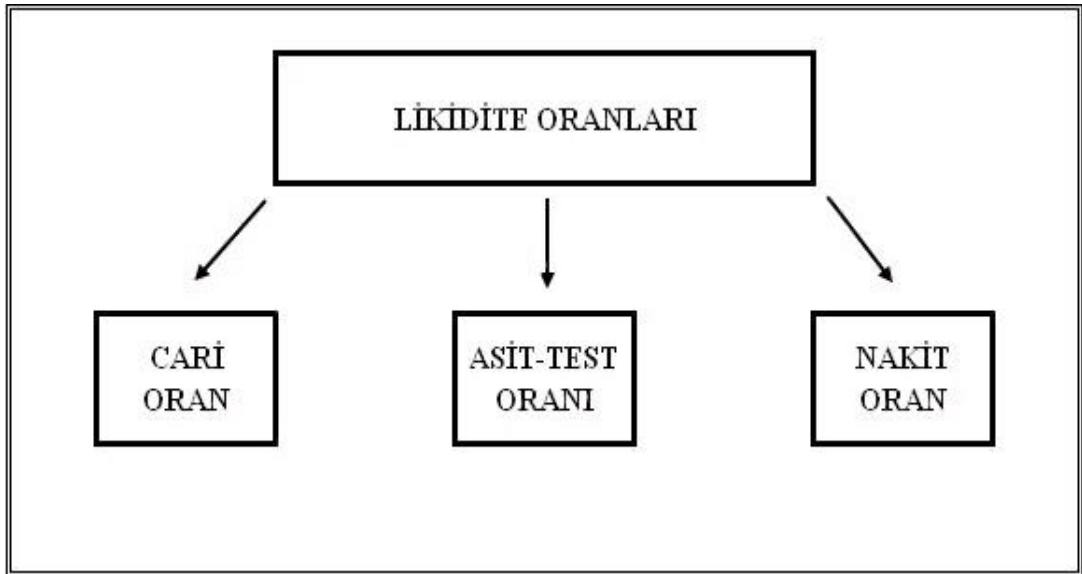 LİKİDİTE ORANLARI
CARİ
ORAN
ASİT-TEST
ORANI
NAKİT
ORAN